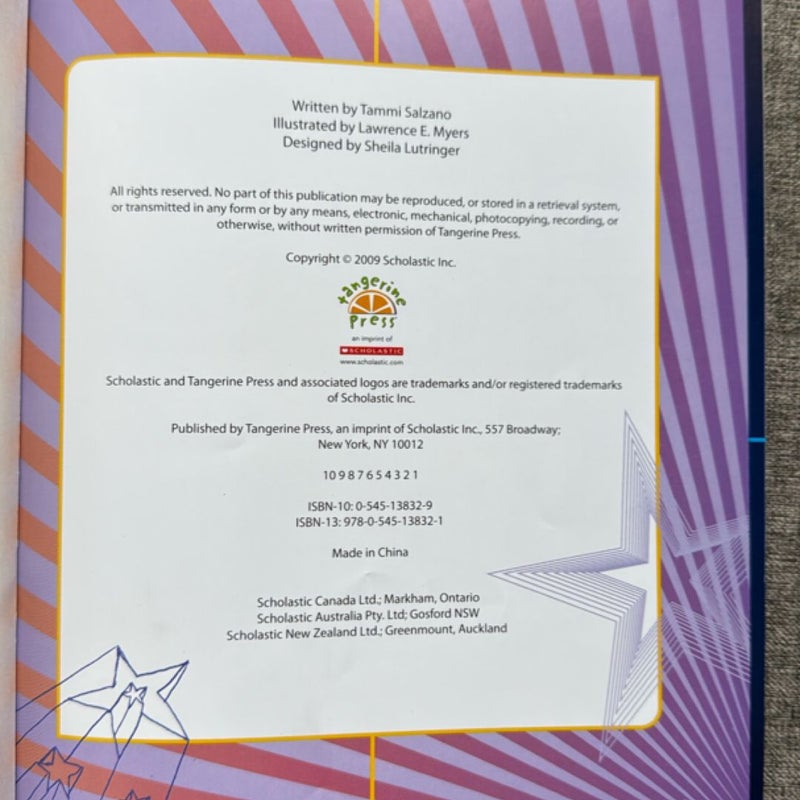 Written by Tammi Salzano
Illustrated by Lawrence E. Myers
Designed by Sheila Lutringer
All rights reserved. No part of this publication may be reproduced, or stored in a retrieval system,
or transmitted in any form or by any means, electronic, mechanical, photocopying, recording, or
otherwise, without written permission of Tangerine Press.
Copyright © 2009 Scholastic Inc.
tangerine
press
an imprint of
SCHOLASTIC
www.scholastic.com
Scholastic and Tangerine Press and associated logos are trademarks and/or registered trademarks
of Scholastic Inc.
Published by Tangerine Press, an imprint of Scholastic Inc., 557 Broadway;
New York, NY 10012
10 9 8 7 6 5 4 3 2 1
ISBN-10: 0-545-13832-9
ISBN-13: 978-0-545-13832-1
Made in China
Scholastic Canada Ltd.; Markham, Ontario
Scholastic Australia Pty. Ltd; Gosford NSW
Scholastic New Zealand Ltd.; Greenmount, Auckland